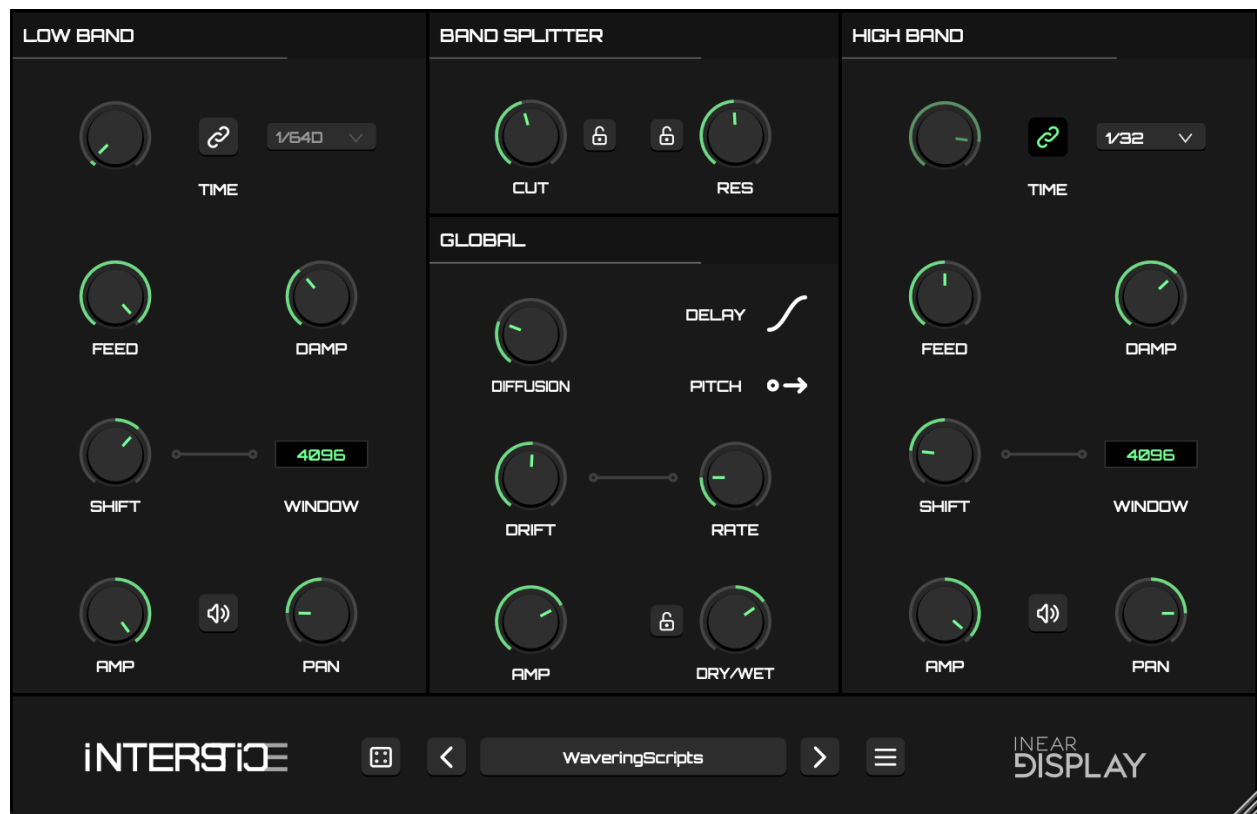 LOW BAND
1/64D
TIME
FEED
DAMP
SHIFT
4096
WINDOW
AMP
PAN
BAND SPLITTER
CUT
RES
GLOBAL
DELAY
DIFFUSION
PITCH
DRIFT
RATE
AMP
DRY/WET
HIGH BAND
1/32
TIME
FEED
DAMP
SHIFT
4096
WINDOW
AMP
PAN
iNTERSTiCE
WaveringScripts
INEAR
DISPLAY